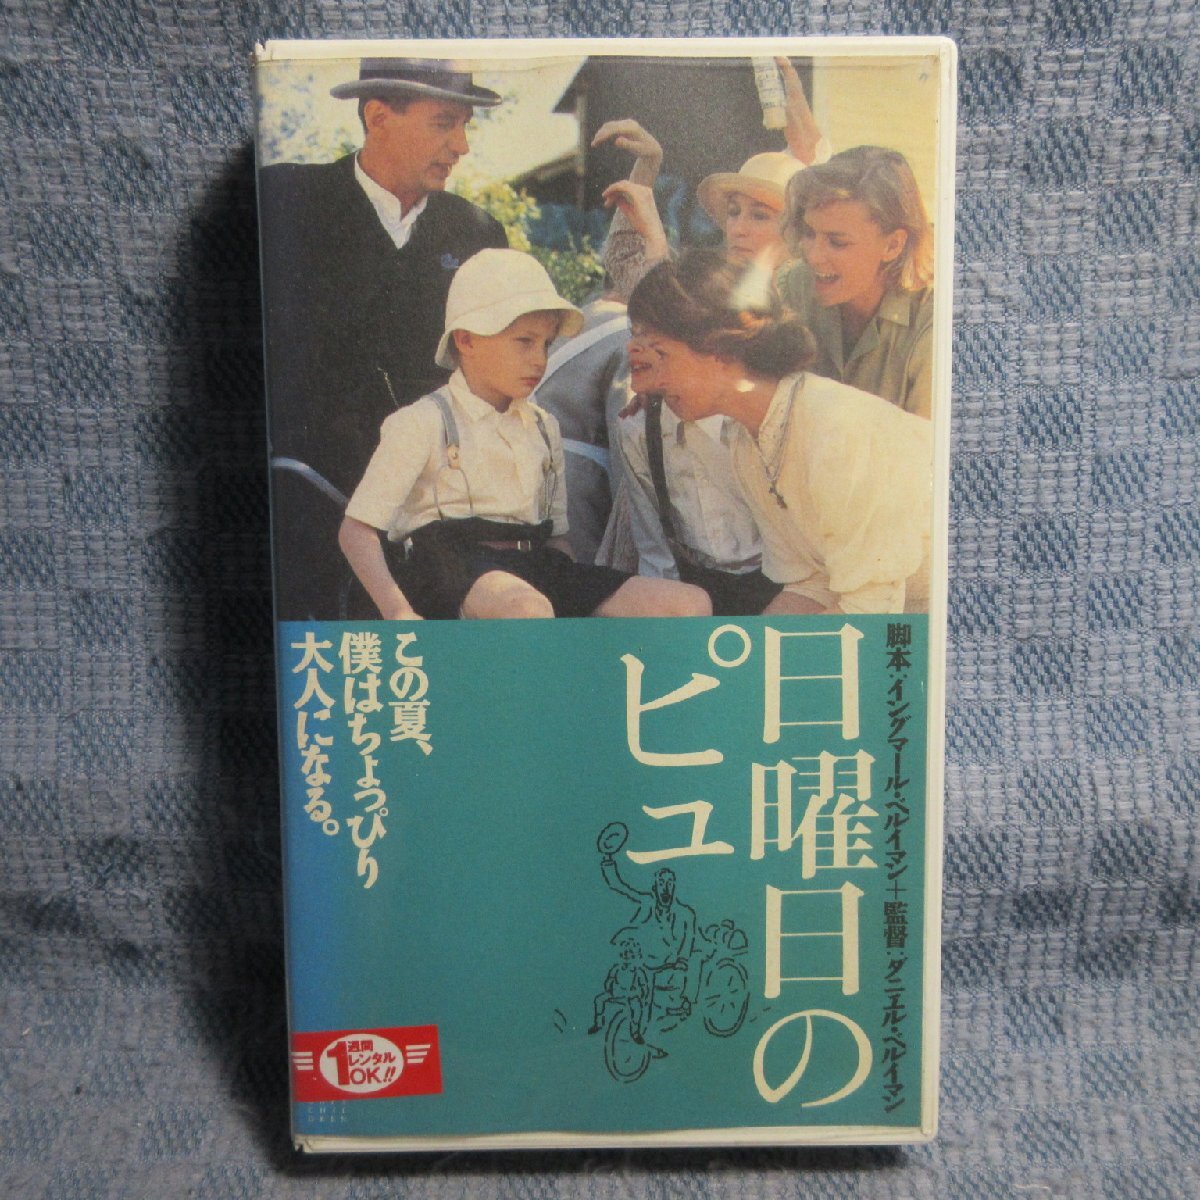 脚本:イングマール・ベルイマン+監督:ダニエル・ベルイマン
日曜日の
ピュ
この夏、
僕はちょっぴり
大人になる。
1週間
レンタル
OK!!